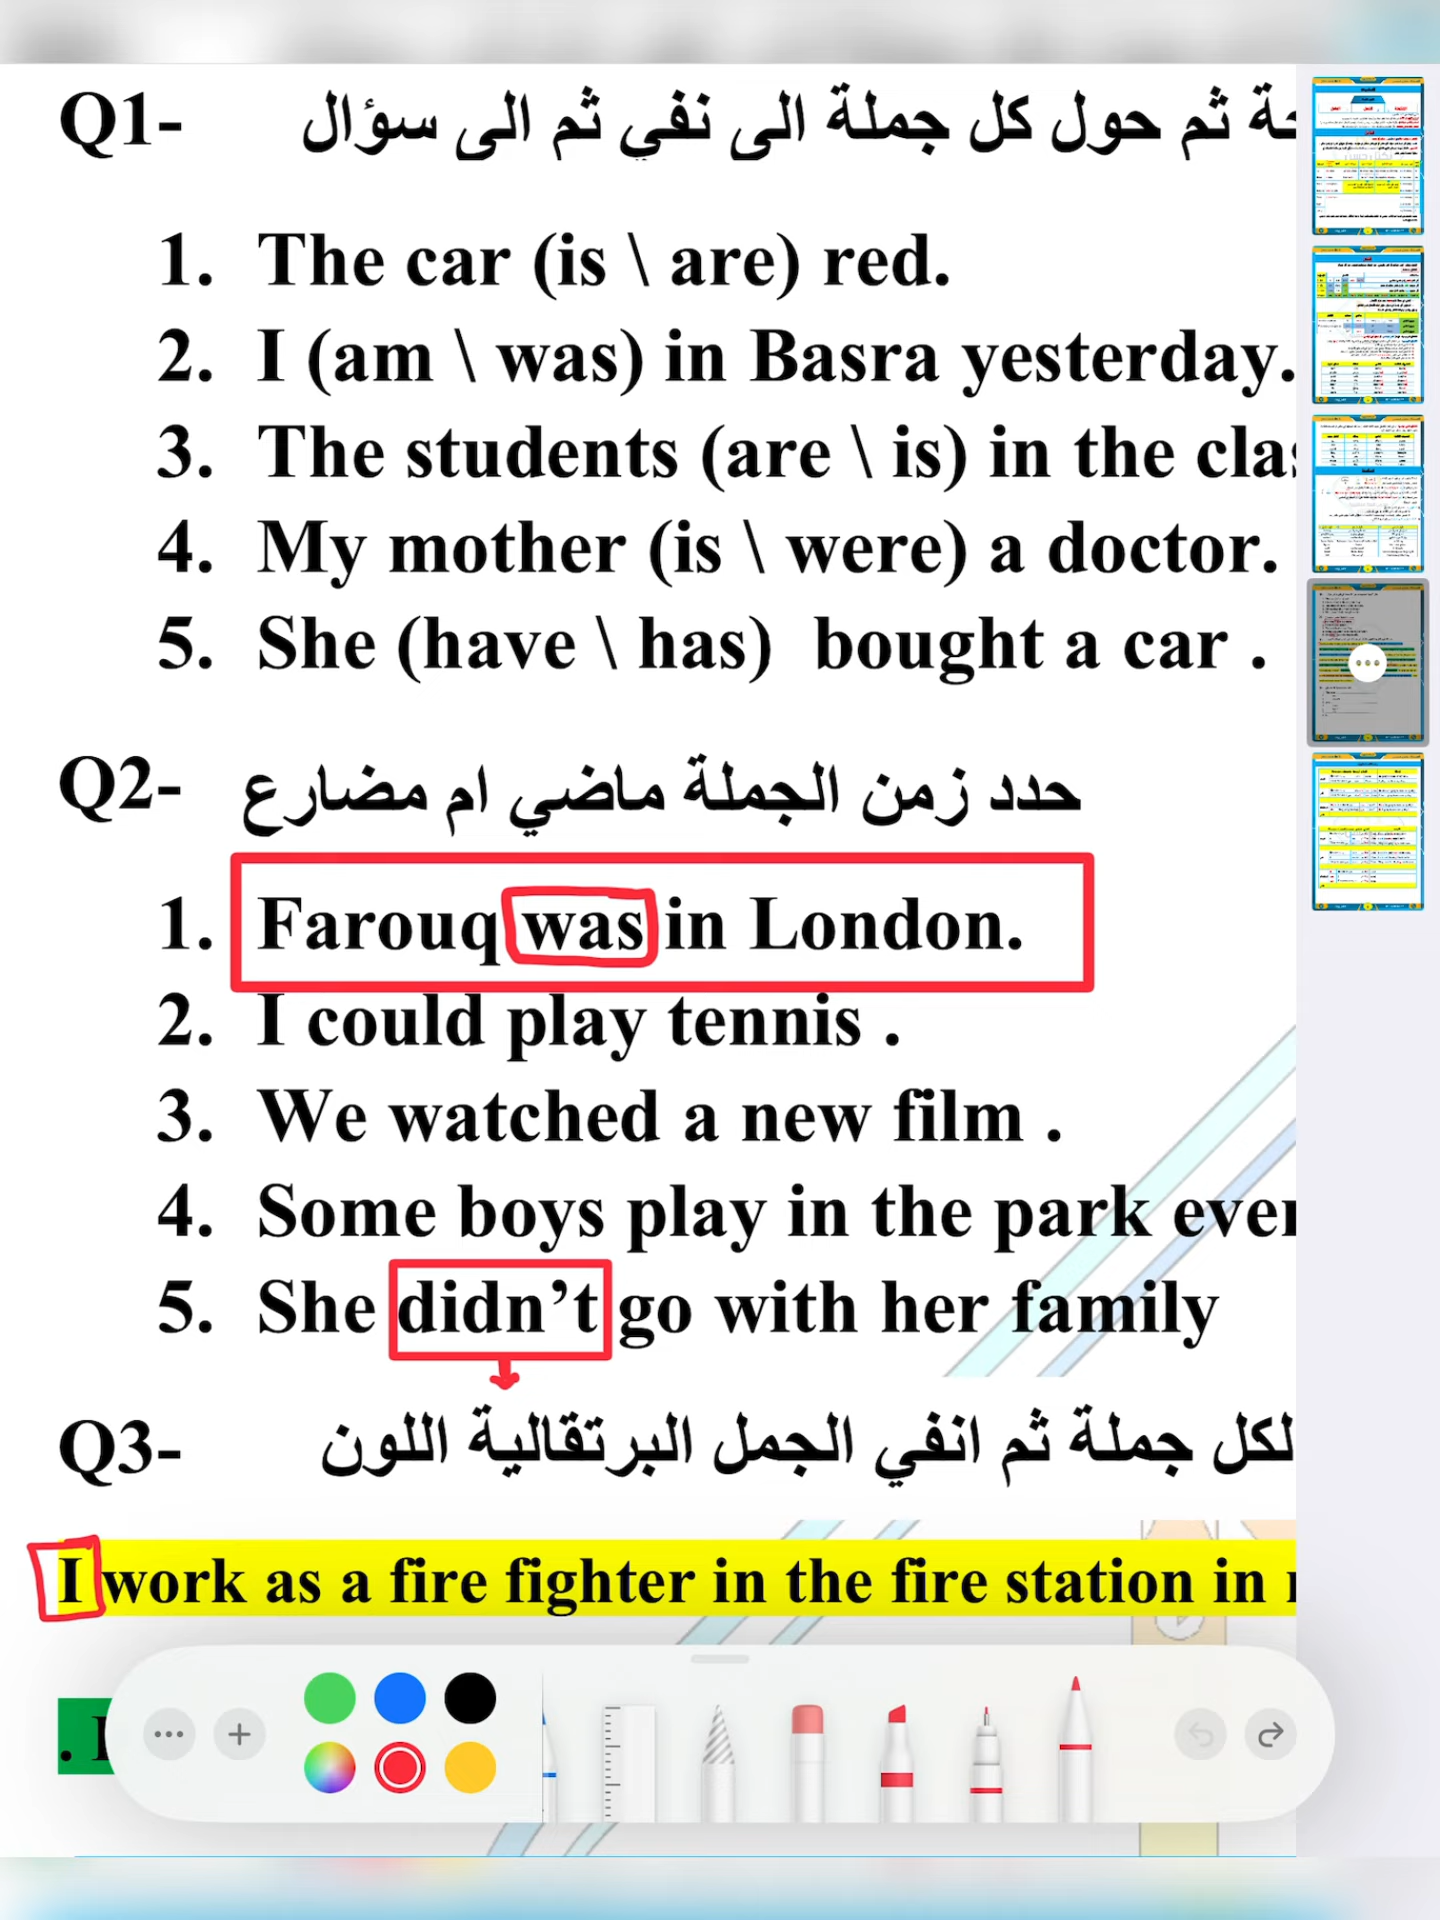 Q1- حة ثم حول كل جملة الى نفي ثم الى سؤال
1. The car (is \ are) red.
2. I (am \ was) in Basra yesterday.
3. The students (are \ is) in the clas
4. My mother (is \ were) a doctor.
5. She (have \ has) bought a car .
Q2- حدد زمن الجملة ماضي ام مضارع
1. Farouq was in London.
2. I could play tennis .
3. We watched a new film .
4. Some boys play in the park ever
5. She didn’t go with her family
Q3- لكل جملة ثم انفي الجمل البرتقالية اللون
I work as a fire fighter in the fire station in
. I